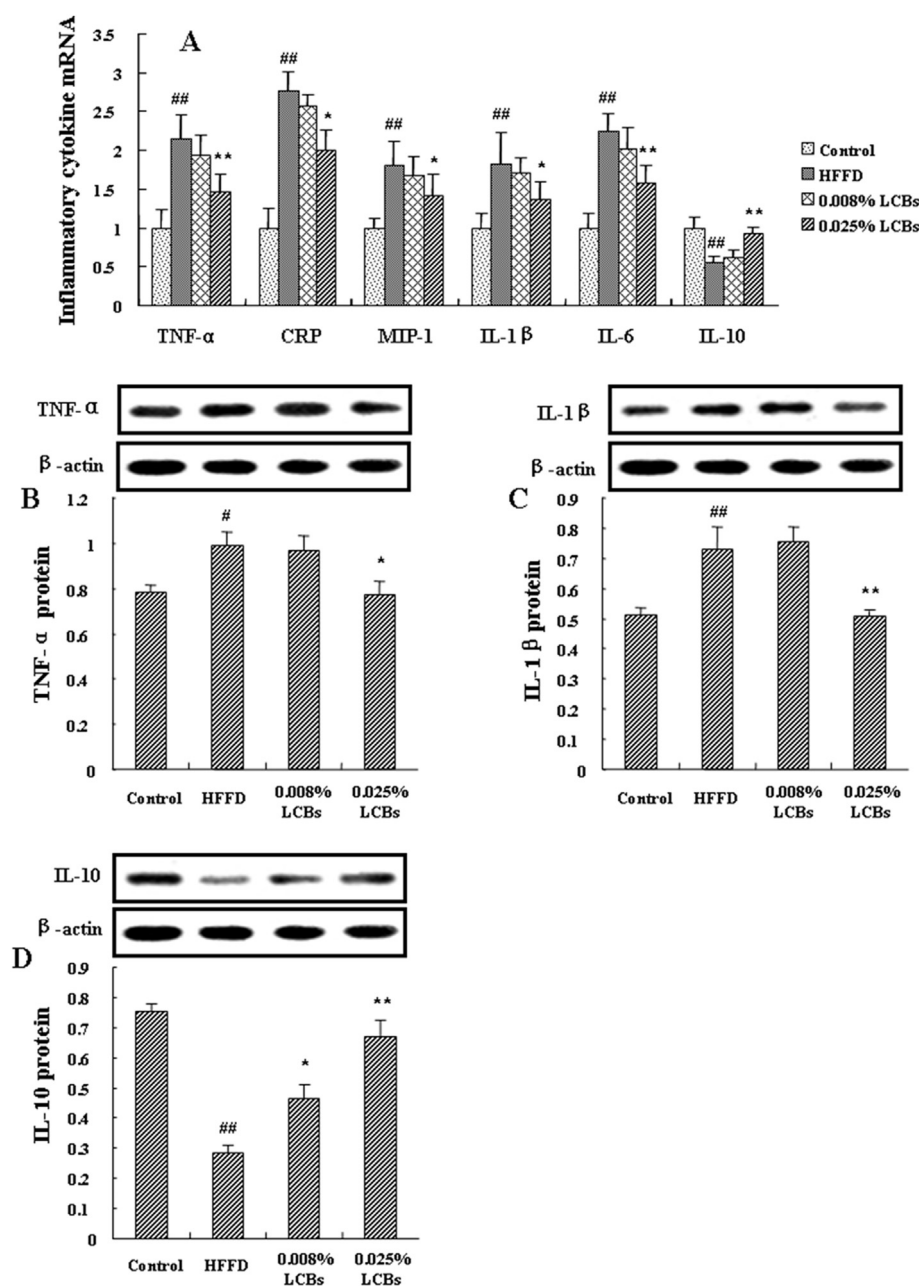 A
Inflammatory cytokine mRNA
3.5
3
2.5
2
1.5
1
0.5
0
## ** ## * ## * ## * ## ** ## **
TNF-α CRP MIP-1 IL-1β IL-6 IL-10
Control
HFFD
0.008% LCBs
0.025% LCBs
TNF-α
β-actin
B
TNF-α protein
1.2
1
0.8
0.6
0.4
0.2
0
# *
Control HFFD 0.008% LCBs 0.025% LCBs
IL-1β
β-actin
C
IL-1β protein
0.9
0.8
0.7
0.6
0.5
0.4
0.3
0.2
0.1
0
## **
Control HFFD 0.008% LCBs 0.025% LCBs
IL-10
β-actin
D
IL-10 protein
0.9
0.8
0.7
0.6
0.5
0.4
0.3
0.2
0.1
0
## * **
Control HFFD 0.008% LCBs 0.025% LCBs